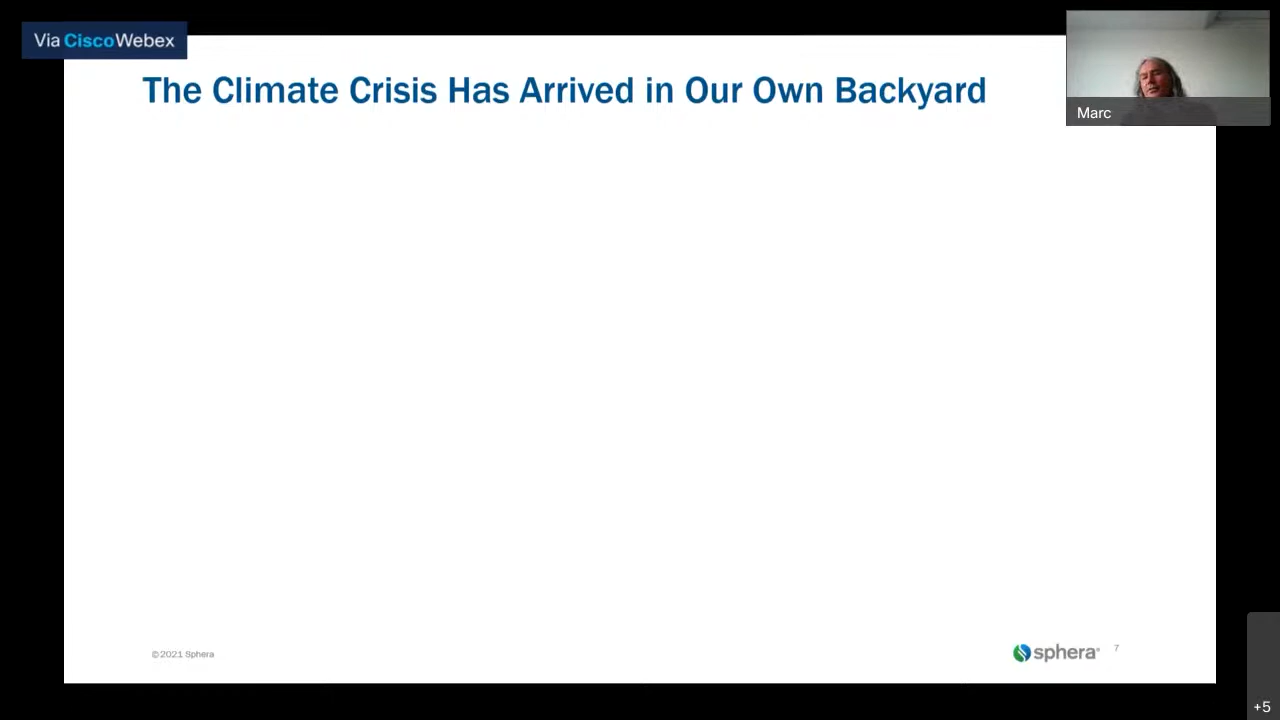 Via CiscoWebex
The Climate Crisis Has Arrived in Our Own Backyard
Marc
©2021 Sphera
sphera®
7
+5